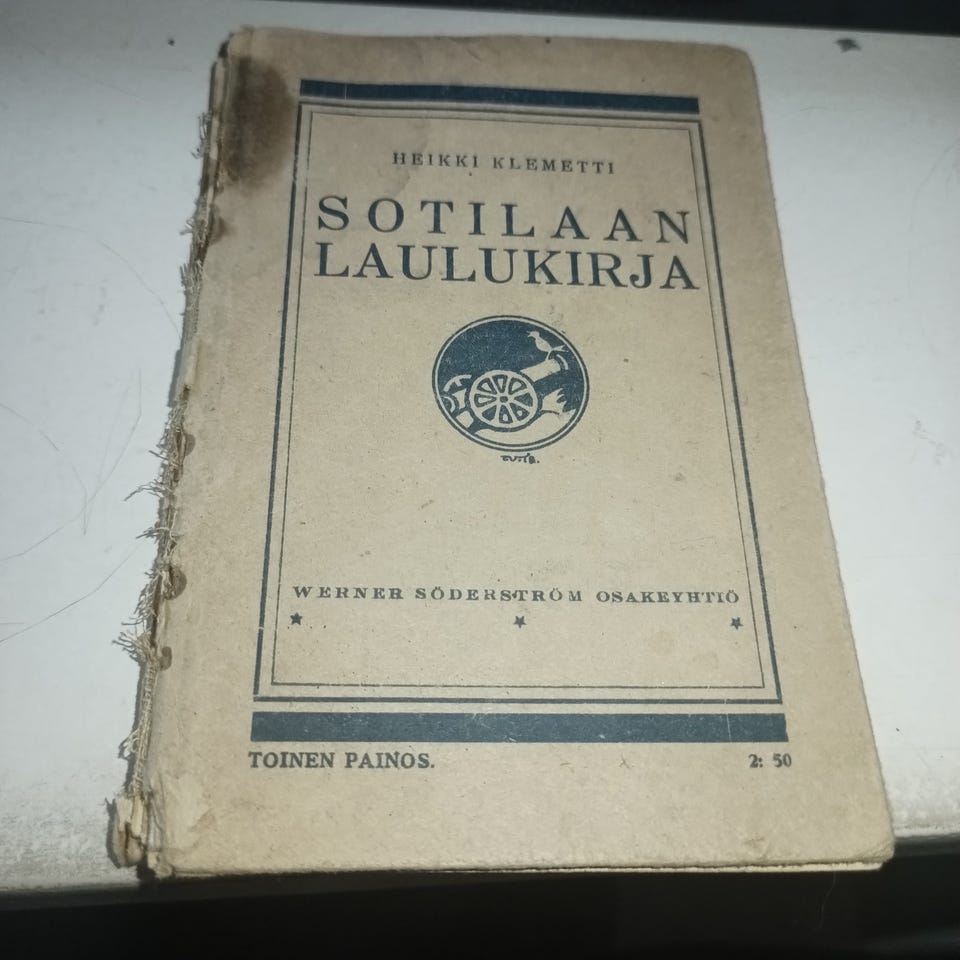 HEIKKI KLEMETTI
SOTILAAN
LAULUKIRJA
WERNER SÖDERSTRÖM OSAKEYHTIÖ
TOINEN PAINOS. 2: 50